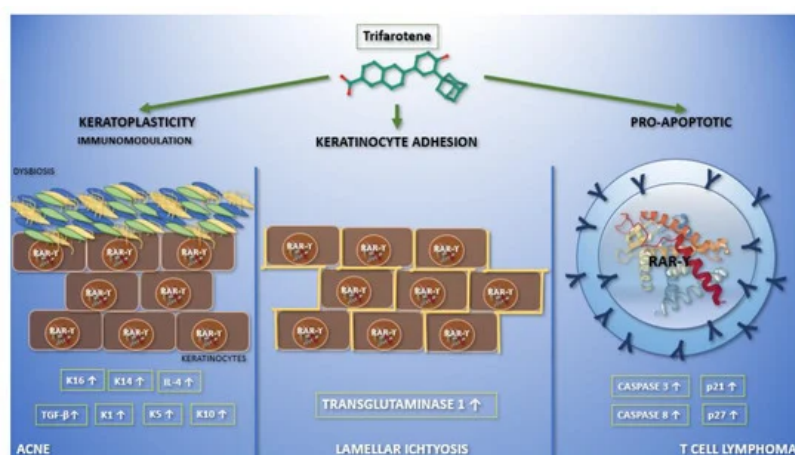 Trifarotene
KERATOPLASTICITY
IMMUNOMODULATION
KERATINOCYTE ADHESION
PRO-APOPTOTIC
DYSBIOSIS
RAR-Y RAR-Y RAR-Y
RAR-Y RAR-Y
RAR-Y RAR-Y RAR-Y
KERATINOCYTES
K16 ↑ K14 ↑ IL-4 ↑
TGF-β ↑ K1 ↑ K5 ↑ K10 ↑
ACNE
RAR-Y RAR-Y RAR-Y
RAR-Y RAR-Y RAR-Y
RAR-Y RAR-Y RAR-Y
TRANSGLUTAMINASE 1 ↑
LAMELLAR ICHTYOSIS
RAR-Y
CASPASE 3 ↑ p21 ↑
CASPASE 8 ↑ p27 ↑
T CELL LYMPHOMA